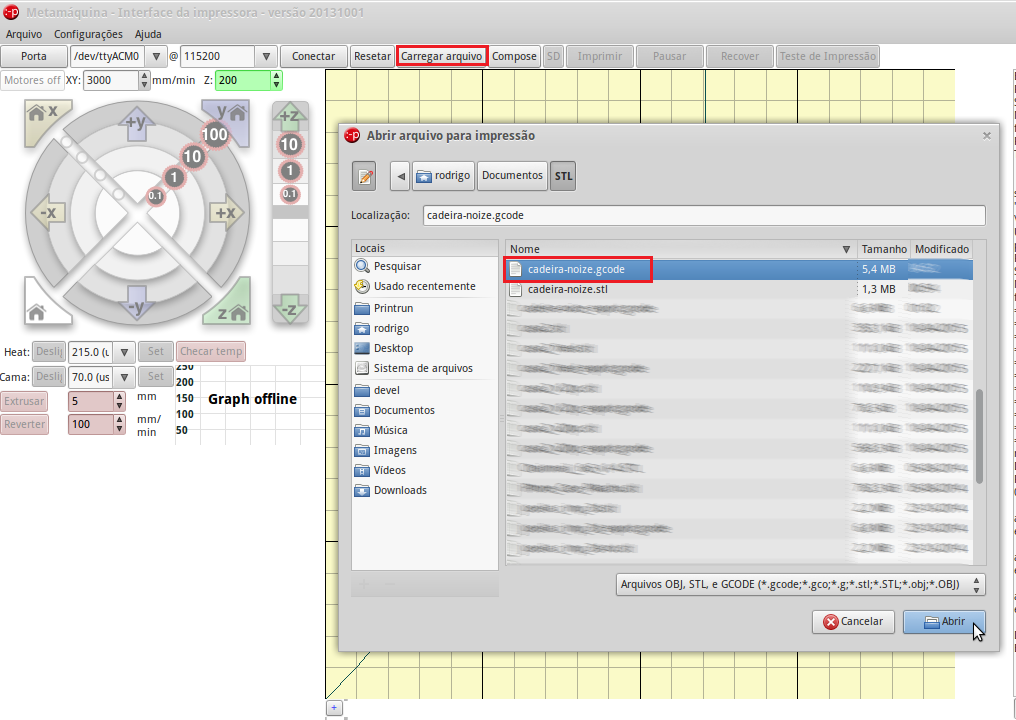 Metamáquina - Interface da impressora - versão 20131001
Arquivo Configurações Ajuda
Porta /dev/ttyACM0 @ 115200 Conectar Resetar Carregar arquivo Compose SD Imprimir Pausar Recover Teste de Impressão
Motores off XY: 3000 mm/min Z: 200
x y +y +z
100 10 1 0.1
10 1 0.1
-x +x
-y z -z
Heat: Deslig 215.0 (u Set Checar temp
Cama: Deslig 70.0 (us Set
Extrusar 5 mm
Reverter 100 mm/
min
250
200
150
100
50
Graph offline
Abrir arquivo para impressão
rodrigo Documentos STL
Localização: cadeira-noize.gcode
Locais
Pesquisar
Usado recentemente
Printrun
rodrigo
Desktop
Sistema de arquivos
devel
Documentos
Música
Imagens
Vídeos
Downloads
Nome Tamanho Modificado
cadeira-noize.gcode 5,4 MB
cadeira-noize.stl 1,3 MB
Arquivos OBJ, STL, e GCODE (*.gcode;*.gco;*.g;*.stl;*.STL;*.obj;*.OBJ)
Cancelar Abrir
+